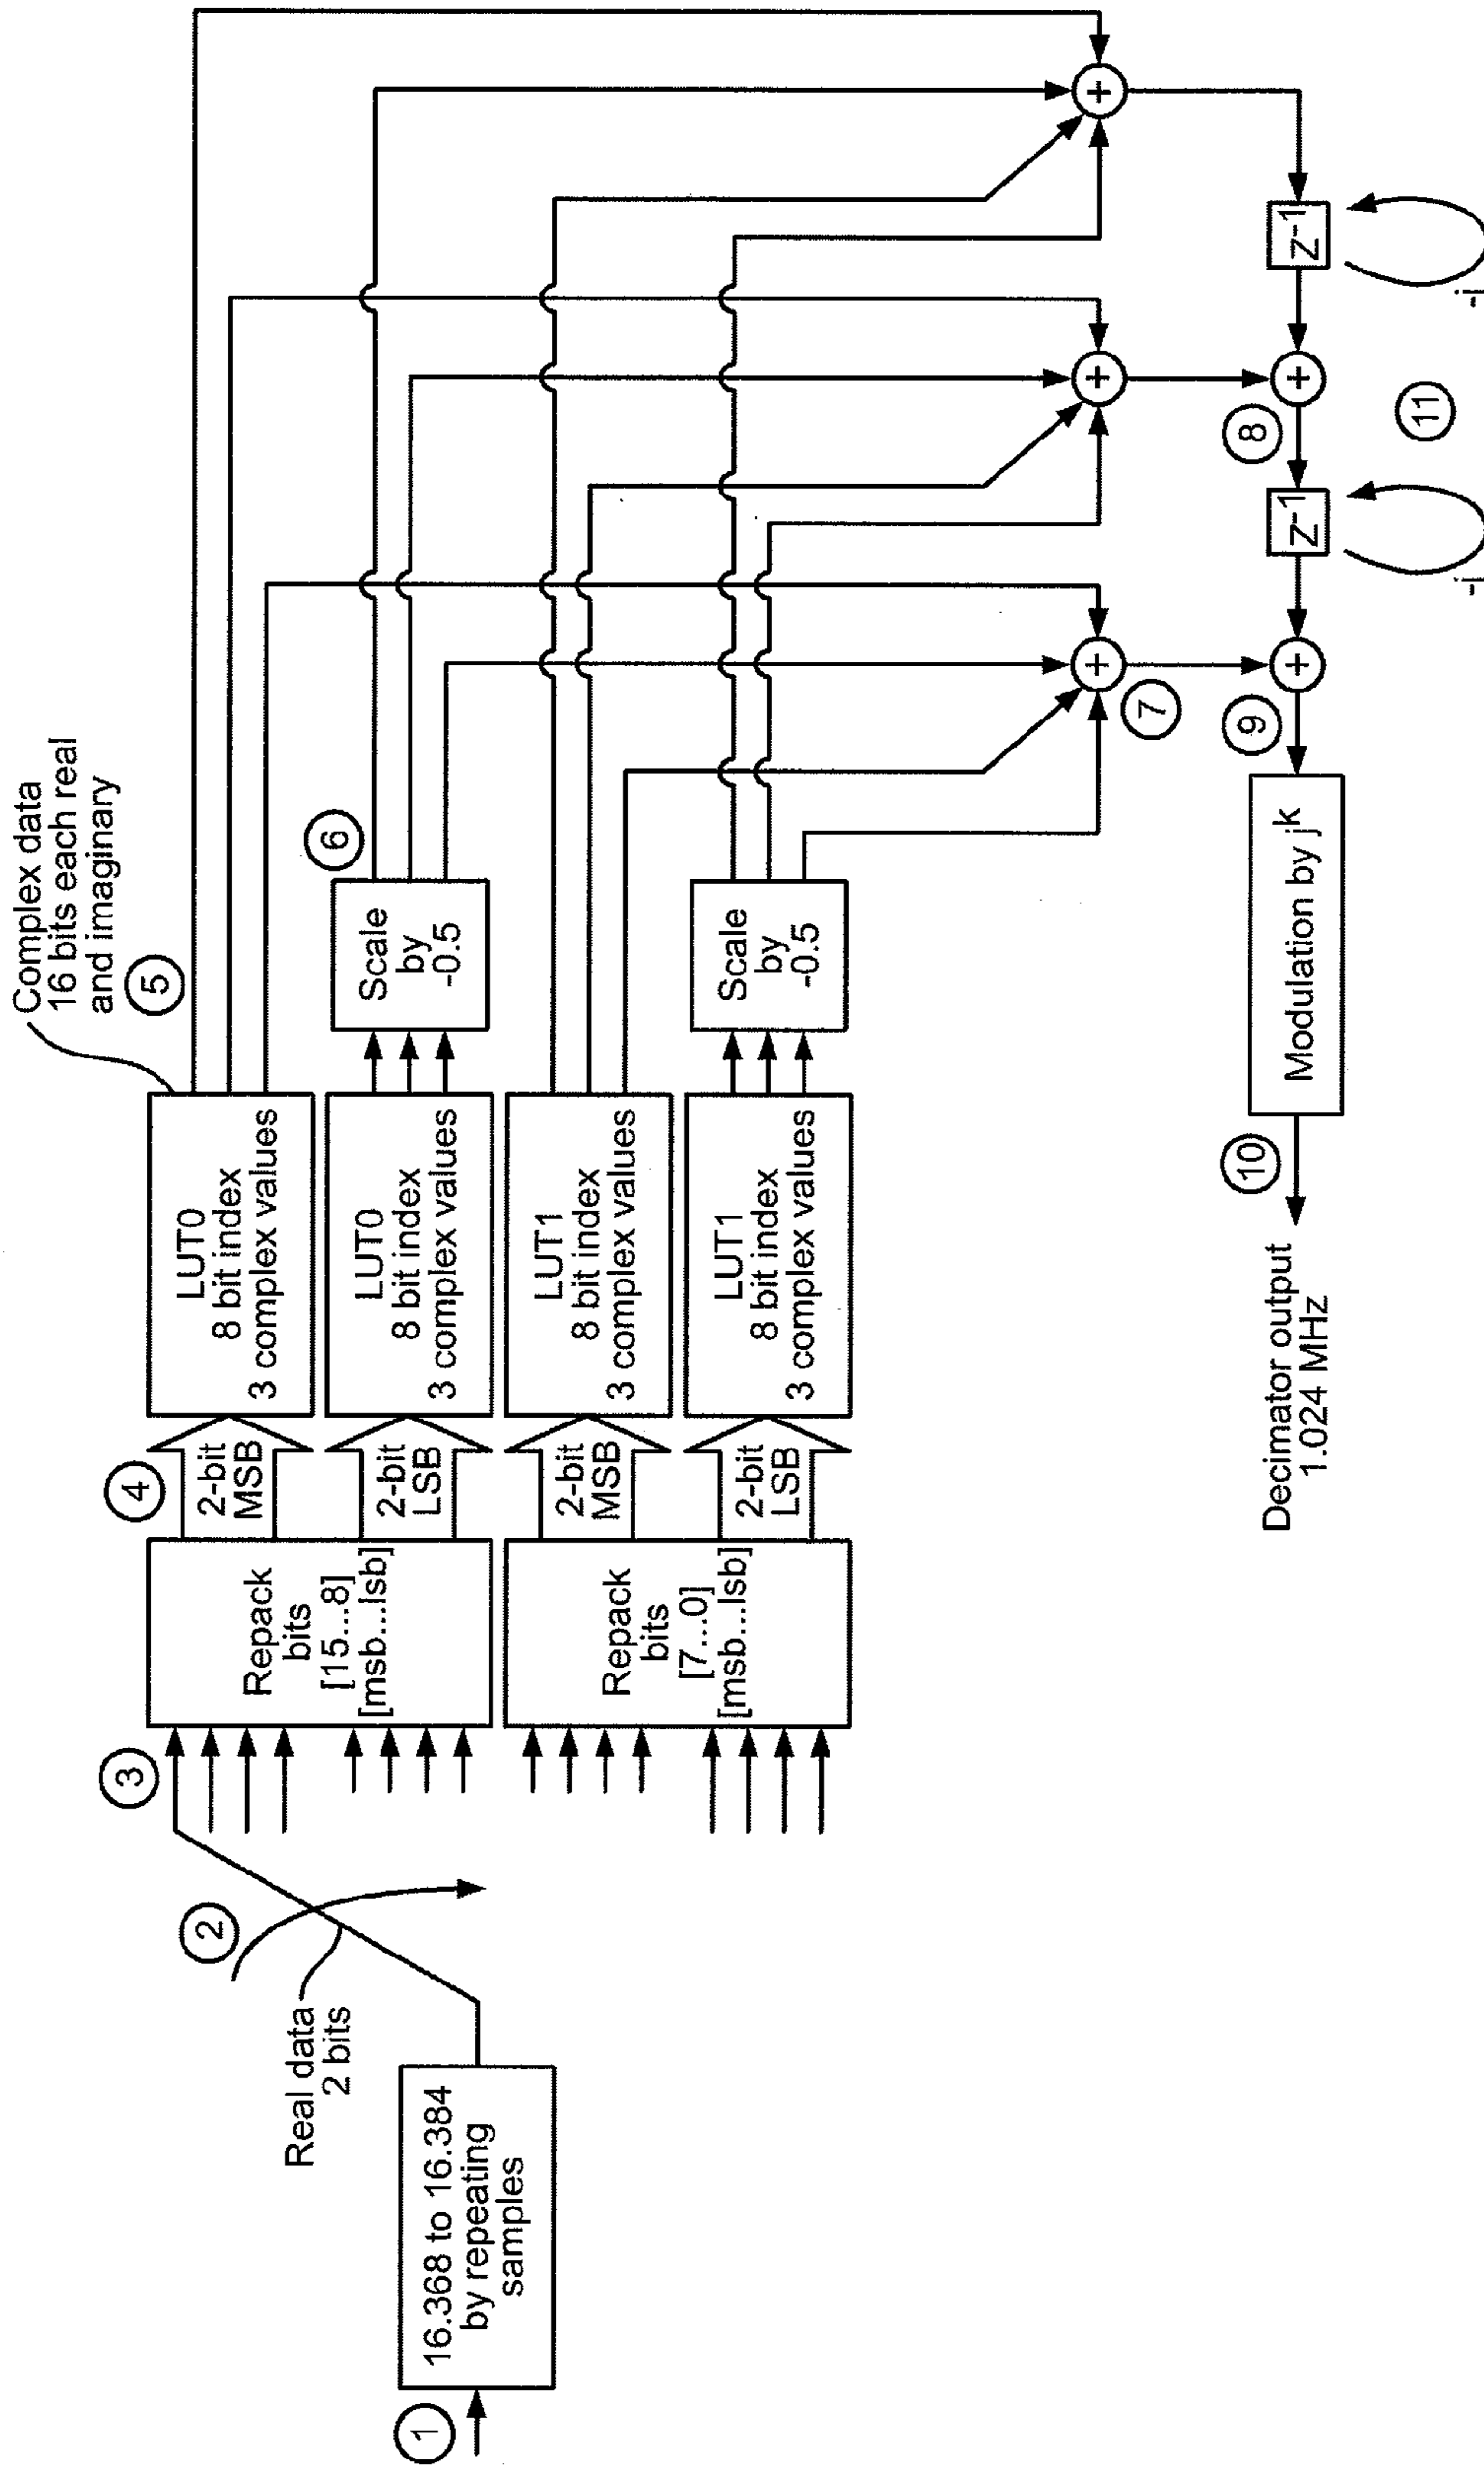 1
16.368 to 16.384
by repeating
samples
Real data
2 bits
2
3
Repack
bits
[15...8]
[msb...lsb]
Repack
bits
[7...0]
[msb...lsb]
4
2-bit
MSB
2-bit
LSB
2-bit
MSB
2-bit
LSB
LUT0
8 bit index
3 complex values
LUT0
8 bit index
3 complex values
LUT1
8 bit index
3 complex values
LUT1
8 bit index
3 complex values
Complex data
16 bits each real
and imaginary
5
Scale
by
-0.5
6
Scale
by
-0.5
+
+
+
7
8
9
+
+
z-1
z-1
-j
-j
11
Modulation by jk
10
Decimator output
1.024 MHz